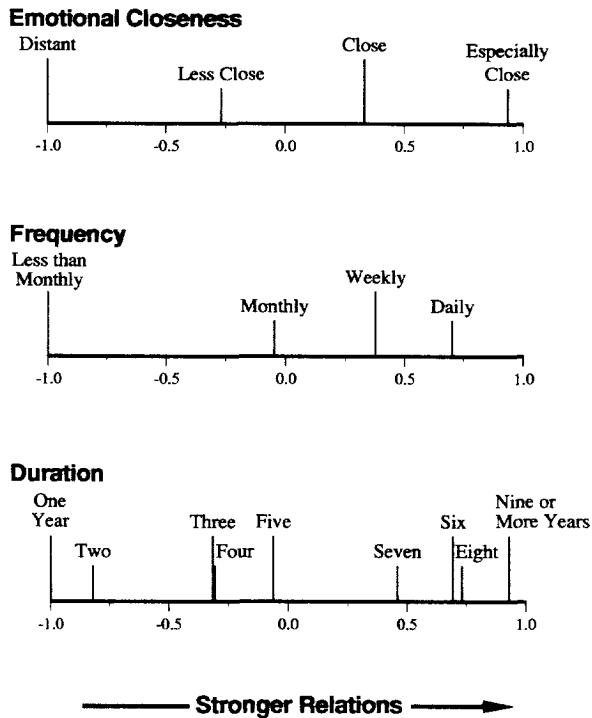 Emotional Closeness
Distant
Less Close
Close
Especially
Close
-1.0 -0.5 0.0 0.5 1.0
Frequency
Less than
Monthly
Monthly
Weekly
Daily
-1.0 -0.5 0.0 0.5 1.0
Duration
One
Year
Two
Three
Four
Five
Seven
Six
Eight
Nine or
More Years
-1.0 -0.5 0.0 0.5 1.0
Stronger Relations